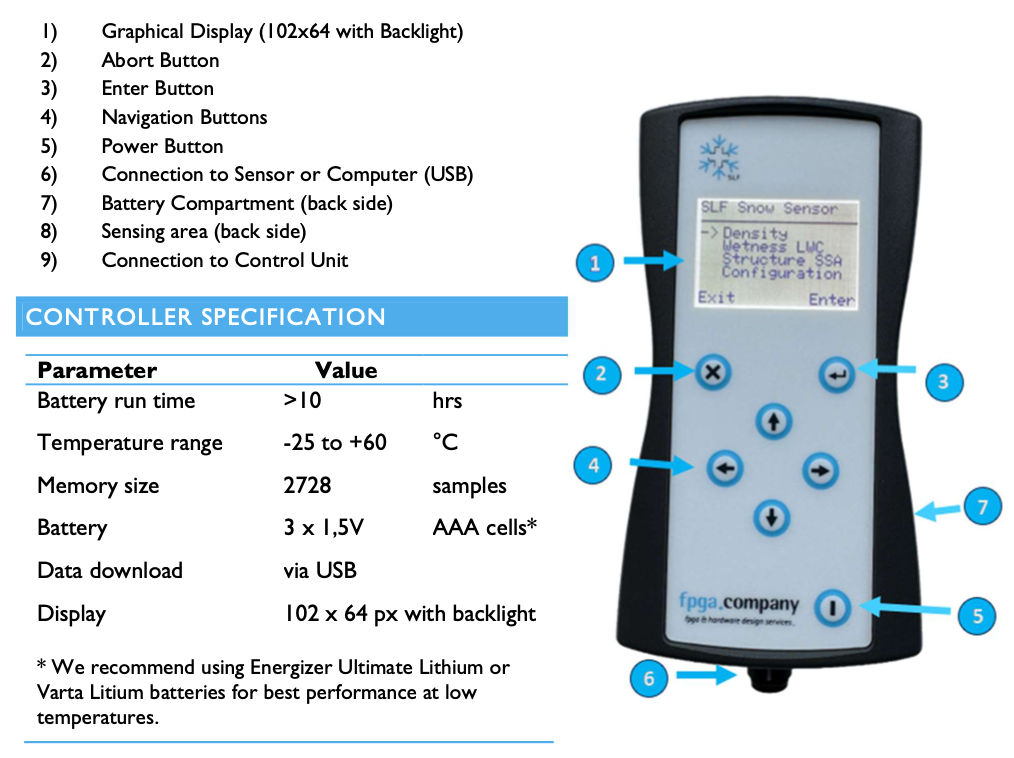 1) Graphical Display (102x64 with Backlight)
2) Abort Button
3) Enter Button
4) Navigation Buttons
5) Power Button
6) Connection to Sensor or Computer (USB)
7) Battery Compartment (back side)
8) Sensing area (back side)
9) Connection to Control Unit
CONTROLLER SPECIFICATION
Parameter Value
Battery run time >10 hrs
Temperature range -25 to +60 °C
Memory size 2728 samples
Battery 3 x 1,5V AAA cells*
Data download via USB
Display 102 x 64 px with backlight
* We recommend using Energizer Ultimate Lithium or
Varta Litium batteries for best performance at low
temperatures.
SLF
SLF Snow Sensor
-> Density
Wetness LWC
Structure SSA
Configuration
Exit Enter
1
2
3
4
7
fpga.company
fpga & hardware design services.
5
6